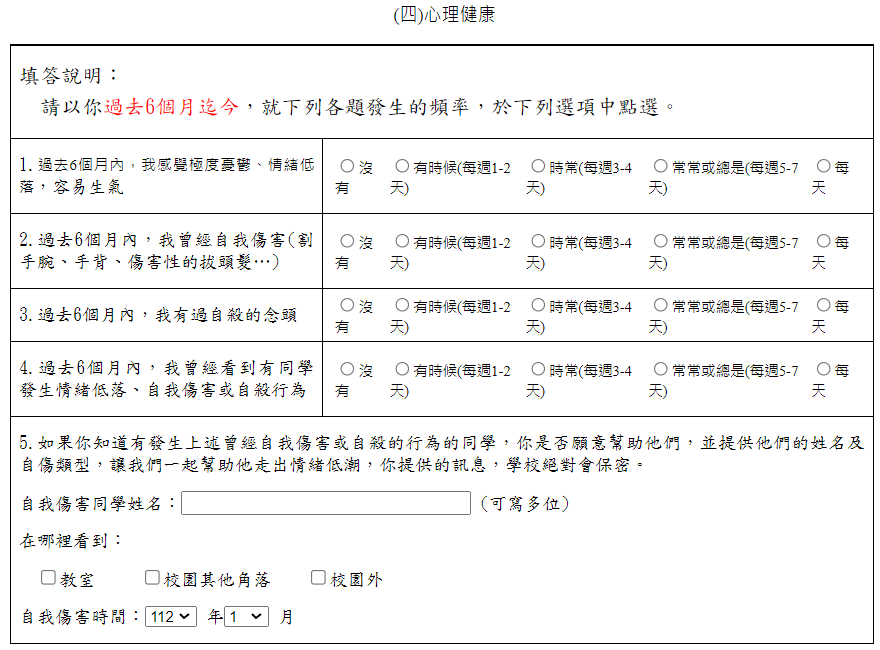 (四)心理健康
填答說明：
請以你過去6個月迄今，就下列各題發生的頻率，於下列選項中點選。
1.過去6個月內，我感覺極度憂鬱、情緒低
落，容易生氣
沒有 有時候(每週1-2天) 時常(每週3-4天) 常常或總是(每週5-7天) 每天
2.過去6個月內，我曾經自我傷害(割
手腕、手背、傷害性的拔頭髮…)
沒有 有時候(每週1-2天) 時常(每週3-4天) 常常或總是(每週5-7天) 每天
3.過去6個月內，我有過自殺的念頭
沒有 有時候(每週1-2天) 時常(每週3-4天) 常常或總是(每週5-7天) 每天
4.過去6個月內，我曾經看到有同學
發生情緒低落、自我傷害或自殺行為
沒有 有時候(每週1-2天) 時常(每週3-4天) 常常或總是(每週5-7天) 每天
5.如果你知道有發生上述曾經自我傷害或自殺的行為的同學，你是否願意幫助他們，並提供他們的姓名及
自傷類型，讓我們一起幫助他走出情緒低潮，你提供的訊息，學校絕對會保密。
自我傷害同學姓名： (可寫多位)
在哪裡看到：
教室 校園其他角落 校園外
自我傷害時間：112 年 1 月